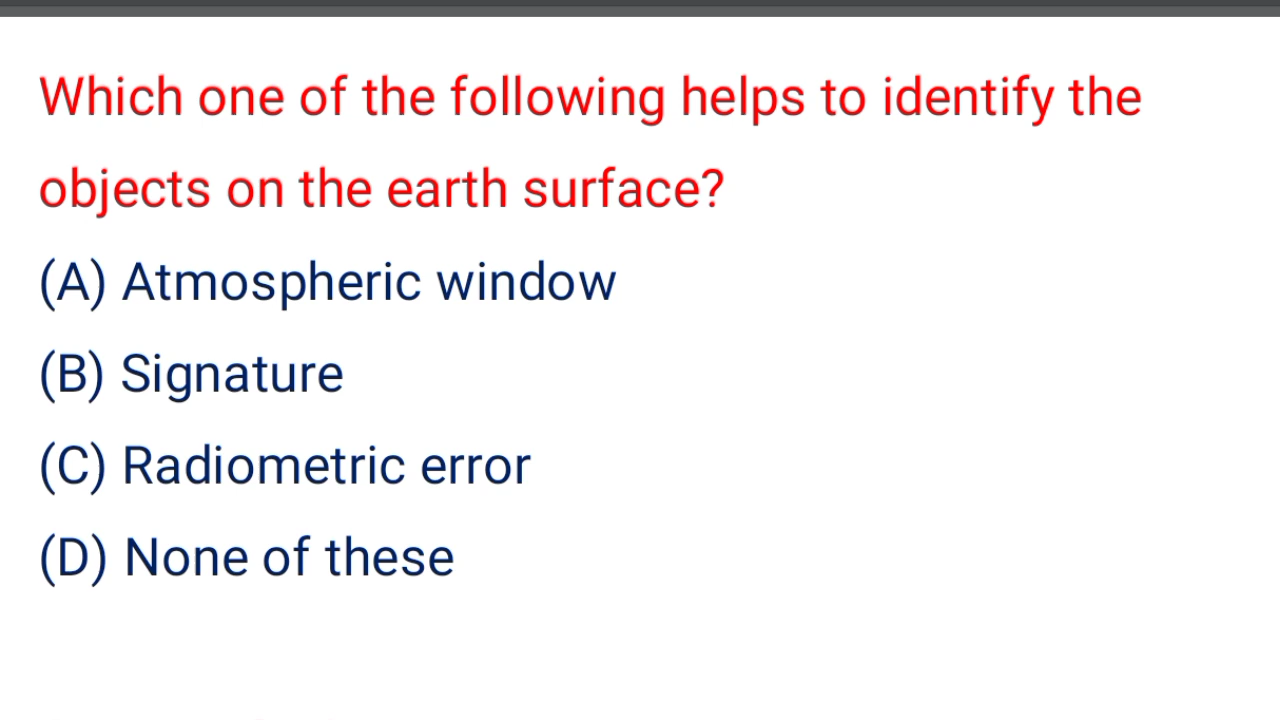 Which one of the following helps to identify the
objects on the earth surface?
(A) Atmospheric window
(B) Signature
(C) Radiometric error
(D) None of these